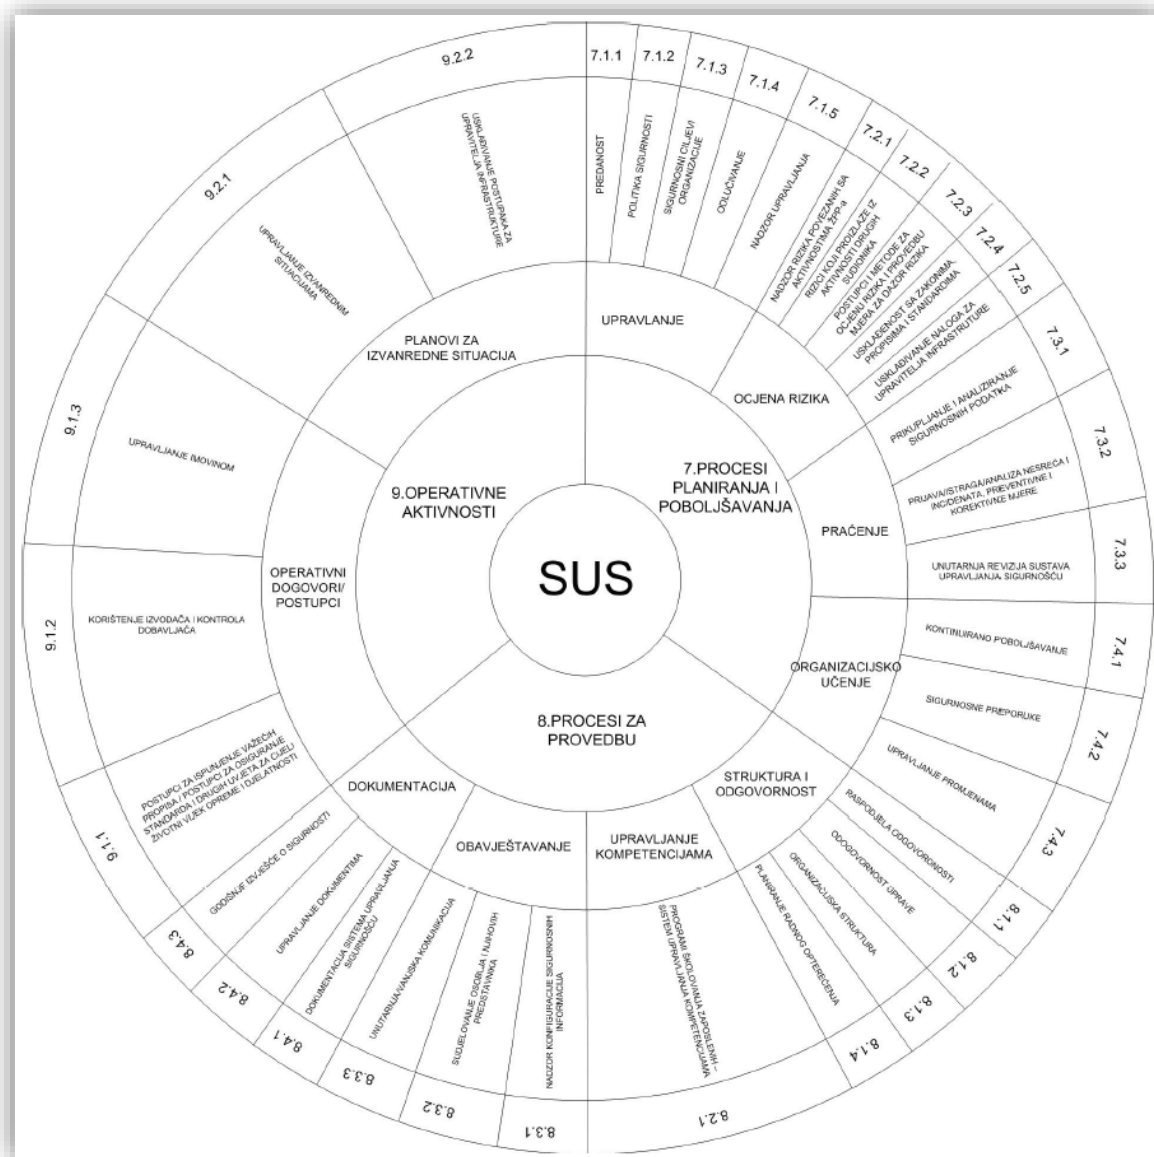 SUS
7.PROCESI
PLANIRANJA I
POBOLJŠAVANJA
UPRAVLANJE
7.1.1
PREDANOST
7.1.2
POLITIKA SIGURNOSTI
7.1.3
SIGURNOSNI CILJEVI
ORGANIZACIJE
7.1.4
ODLUČIVANJE
7.1.5
NADZOR UPRAVLJANJA
OCJENA RIZIKA
7.2.1
NADZOR RIZIKA POVEZANIH SA
AKTIVNOSTIMA ŽPP-a
7.2.2
RIZICI KOJI PROIZLAZE IZ
AKTIVNOSTI DRUGIH
SUDIONIKA
7.2.3
POSTUPCI I METODE ZA
OCJENU RIZIKA I PROVEDBU
MJERA ZA DAZOR RIZIKA
7.2.4
USKLAĐENOST SA ZAKONIMA,
PROPISIMA I STANDARDIMA
7.2.5
USKLAĐIVANJE NALOGA ZA
UPRAVITELJA INFRASTRUTURE
PRAĆENJE
7.3.1
PRIKUPLJANJE I ANALIZIRANJE
SIGURNOSNIH PODATKA
7.3.2
PRIJAVA/ISTRAGA/ANALIZA NESREĆA I
INCIDENATA, PREVENTIVNE I
KOREKTIVNE MJERE
7.3.3
UNUTARNJA REVIZIJA SUSTAVA
UPRAVLJANJA SIGURNOŠĆU
ORGANIZACIJSKO
UČENJE
7.4.1
KONTINUIRANO POBOLJŠAVANJE
7.4.2
SIGURNOSNE PREPORUKE
7.4.3
UPRAVLJANJE PROMJENAMA
8.PROCESI ZA
PROVEDBU
STRUKTURA I
ODGOVORNOST
8.1.1
RASPODJELA ODGOVORONOSTI
8.1.2
ODOGOVORNOST UPRAVE
8.1.3
ORGANIZACIJSKA STRUKTURA
8.1.4
PLANIRANJE RADNOG OPTEREĆENJA
UPRAVLJANJE
KOMPETENCIJAMA
8.2.1
PROGRAMI ŠKOLOVANJA ZAPOSLENIH –
SISTEM UPRAVLJANJA KOMPETENCIJAMA
OBAVJEŠTAVANJE
8.3.1
NADZOR KONFIGURACIJE SIGURNOSNIH
INFORMACIJA
8.3.2
SUDJELOVANJE OSOBLJA I NJIHOVIH
PREDSTAVNIKA
8.3.3
UNUTARNJA/VANJSKA KOMUNIKACIJA
DOKUMENTACIJA
8.4.1
DOKUMENTACIJA SISTEMA UPRAVLJANJA
SIGURNOŠĆU
8.4.2
UPRAVLJANJE DOKUMENTIMA
8.4.3
GODIŠNJE IZVJEŠĆE O SIGURNOSTI
9.OPERATIVNE
AKTIVNOSTI
OPERATIVNI
DOGOVORI/
POSTUPCI
9.1.1
POSTUPCI ZA ISPUNJENJE VAŽEĆIH
PROPISA / POSTUPCI ZA OSIGURANJE
STANDARDA I DRUGIH UVJETA ZA CIJELI
ŽIVOTNI VIJEK OPREME I DJELATNOSTI
9.1.2
KORIŠTENJE IZVOĐAČA I KONTROLA
DOBAVLJAČA
9.1.3
UPRAVLJANJE IMOVINOM
PLANOVI ZA
IZVANREDNE SITUACIJA
9.2.1
UPRAVLJANJE IZVANREDNIM
SITUACIJAMA
9.2.2
USKLAĐIVANJE POSTUPAKA ZA
UPRAVITELJA INFRASTRUKTURE